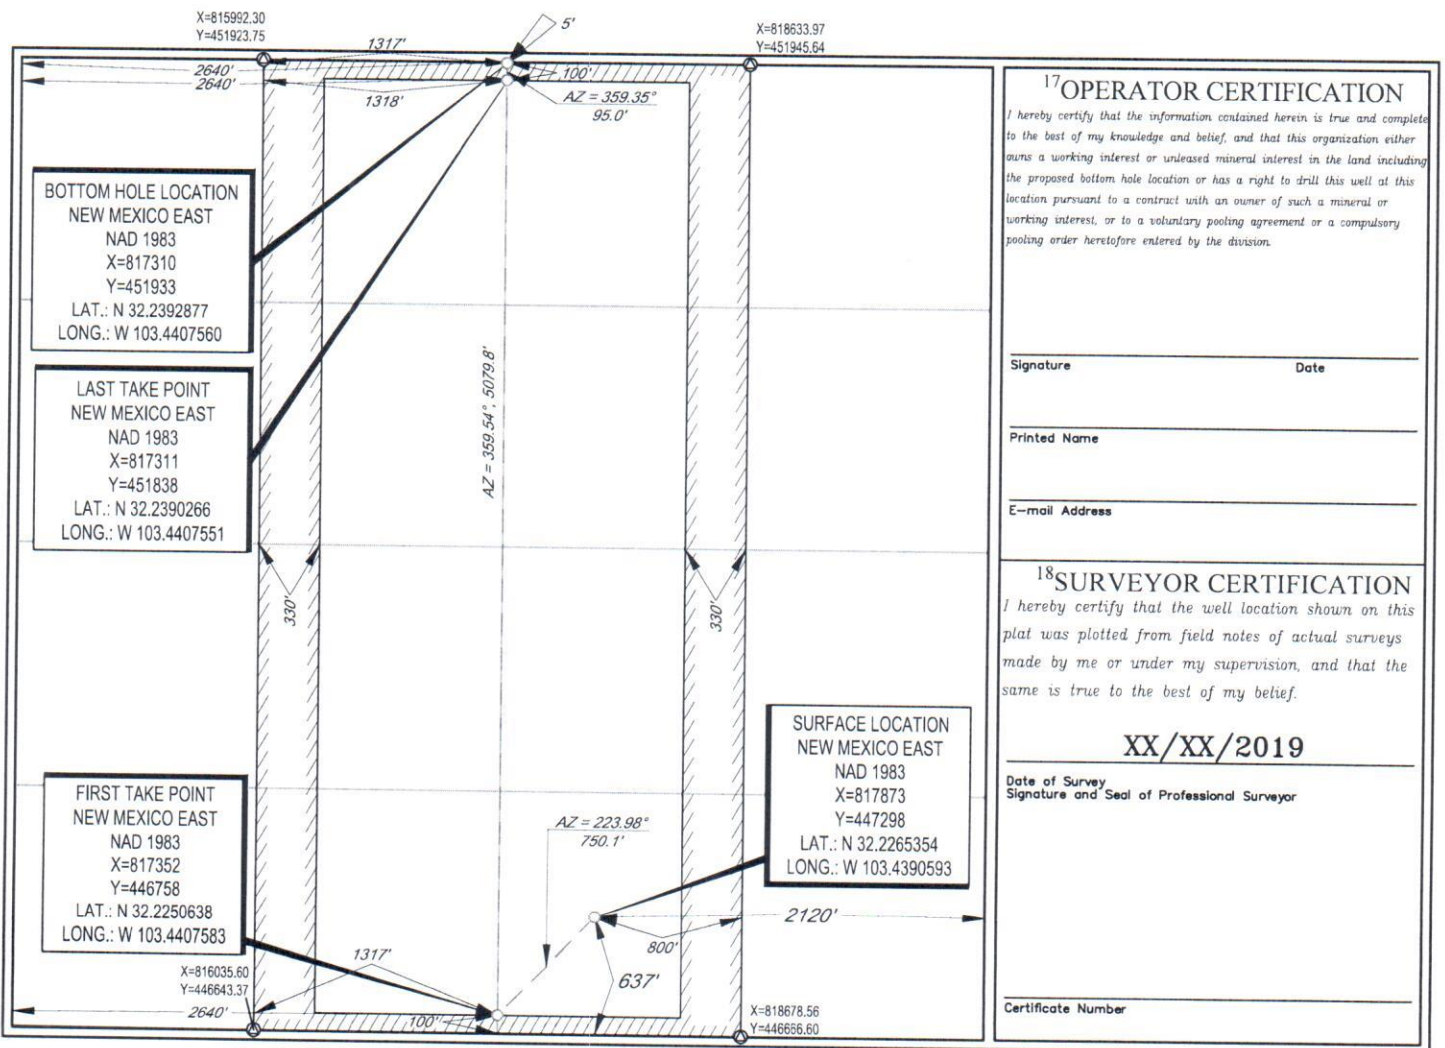 X=815992.30
Y=451923.75
5'
X=818633.97
Y=451945.64
1317'
2640'
2640'
100'
1318'
AZ = 359.35°
95.0'
BOTTOM HOLE LOCATION
NEW MEXICO EAST
NAD 1983
X=817310
Y=451933
LAT.: N 32.2392877
LONG.: W 103.4407560
LAST TAKE POINT
NEW MEXICO EAST
NAD 1983
X=817311
Y=451838
LAT.: N 32.2390266
LONG.: W 103.4407551
AZ = 359.54°, 5079.8'
330'
330'
SURFACE LOCATION
NEW MEXICO EAST
NAD 1983
X=817873
Y=447298
LAT.: N 32.2265354
LONG.: W 103.4390593
FIRST TAKE POINT
NEW MEXICO EAST
NAD 1983
X=817352
Y=446758
LAT.: N 32.2250638
LONG.: W 103.4407583
AZ = 223.98°
750.1'
2120'
800'
637'
1317'
X=816035.60
Y=446643.37
2640'
100'
X=818678.56
Y=446666.60
17 OPERATOR CERTIFICATION
I hereby certify that the information contained herein is true and complete
to the best of my knowledge and belief, and that this organization either
owns a working interest or unleased mineral interest in the land including
the proposed bottom hole location or has a right to drill this well at this
location pursuant to a contract with an owner of such a mineral or
working interest, or to a voluntary pooling agreement or a compulsory
pooling order heretofore entered by the division.
Signature Date
Printed Name
E-mail Address
18 SURVEYOR CERTIFICATION
I hereby certify that the well location shown on this
plat was plotted from field notes of actual surveys
made by me or under my supervision, and that the
same is true to the best of my belief.
XX/XX/2019
Date of Survey
Signature and Seal of Professional Surveyor
Certificate Number